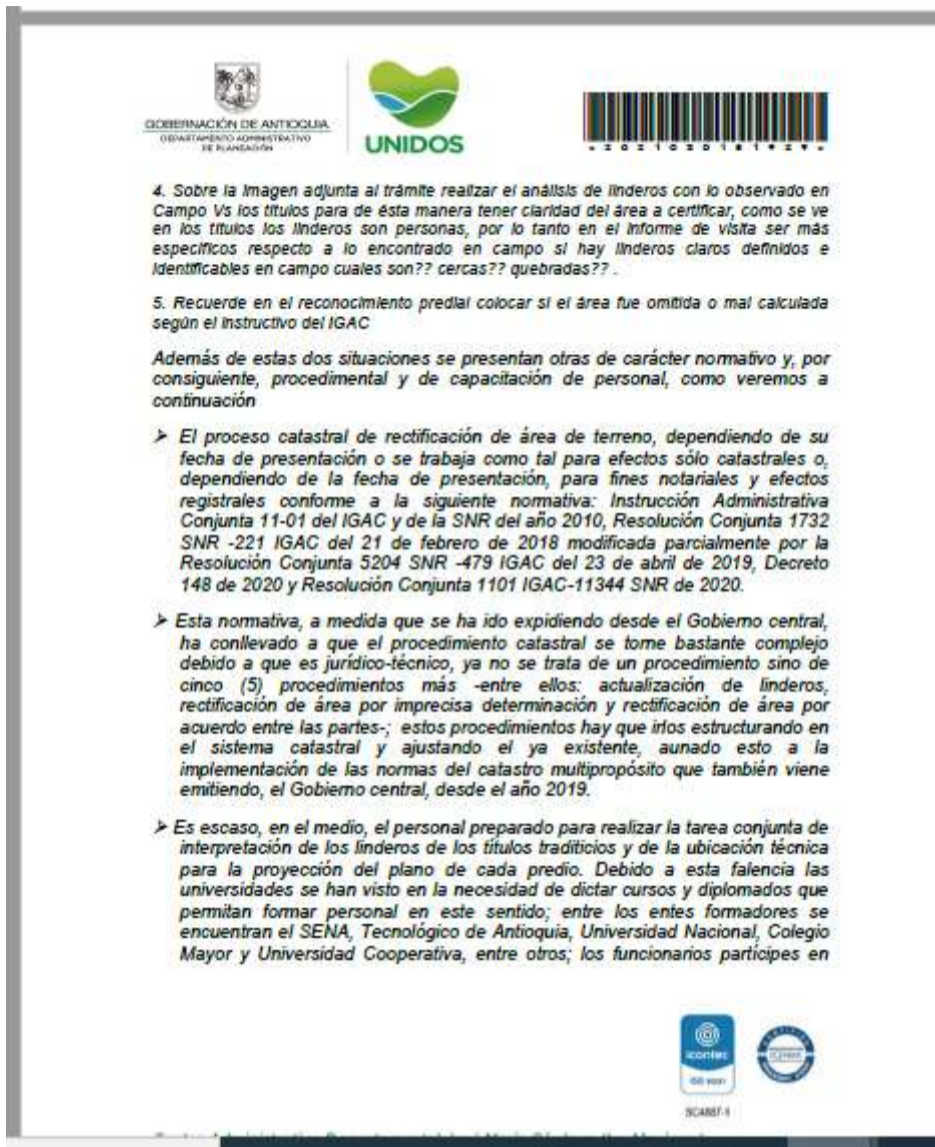 GOBERNACIÓN DE ANTIOQUIA
DEPARTAMENTO ADMINISTRATIVO
DE PLANEACIÓN
UNIDOS
4. Sobre la Imagen adjunta al trámite realizar el análisis de linderos con lo observado en
Campo Vs los títulos para de ésta manera tener claridad del área a certificar, como se ve
en los títulos los linderos son personas, por lo tanto en el informe de visita ser más
especificos respecto a lo encontrado en campo si hay linderos claros definidos e
identificables en campo cuales son?? cercas?? quebradas?? .
5. Recuerde en el reconocimiento predial colocar si el área fue omitida o mal calculada
según el instructivo del IGAC
Además de estas dos situaciones se presentan otras de carácter normativo y, por
consiguiente, procedimental y de capacitación de personal, como veremos a
continuación
➢ El proceso catastral de rectificación de área de terreno, dependiendo de su
fecha de presentación o se trabaja como tal para efectos sólo catastrales o,
dependiendo de la fecha de presentación, para fines notariales y efectos
registrales conforme a la siguiente normativa: Instrucción Administrativa
Conjunta 11-01 del IGAC y de la SNR del año 2010, Resolución Conjunta 1732
SNR -221 IGAC del 21 de febrero de 2018 modificada parcialmente por la
Resolución Conjunta 5204 SNR -479 IGAC del 23 de abril de 2019, Decreto
148 de 2020 y Resolución Conjunta 1101 IGAC-11344 SNR de 2020.
➢ Esta normativa, a medida que se ha ido expidiendo desde el Gobierno central,
ha conllevado a que el procedimiento catastral se torne bastante complejo
debido a que es jurídico-técnico, ya no se trata de un procedimiento sino de
cinco (5) procedimientos más -entre ellos: actualización de linderos,
rectificación de área por imprecisa determinación y rectificación de área por
acuerdo entre las partes-; estos procedimientos hay que irlos estructurando en
el sistema catastral y ajustando el ya existente, aunado esto a la
implementación de las normas del catastro multipropósito que también viene
emitiendo, el Gobierno central, desde el año 2019.
➢ Es escaso, en el medio, el personal preparado para realizar la tarea conjunta de
interpretación de los linderos de los títulos traditicios y de la ubicación técnica
para la proyección del plano de cada predio. Debido a esta falencia las
universidades se han visto en la necesidad de dictar cursos y diplomados que
permitan formar personal en este sentido; entre los entes formadores se
encuentran el SENA, Tecnológico de Antioquia, Universidad Nacional, Colegio
Mayor y Universidad Cooperativa, entre otros; los funcionarios partícipes en
icontec
ISO 9001
SC4887-1